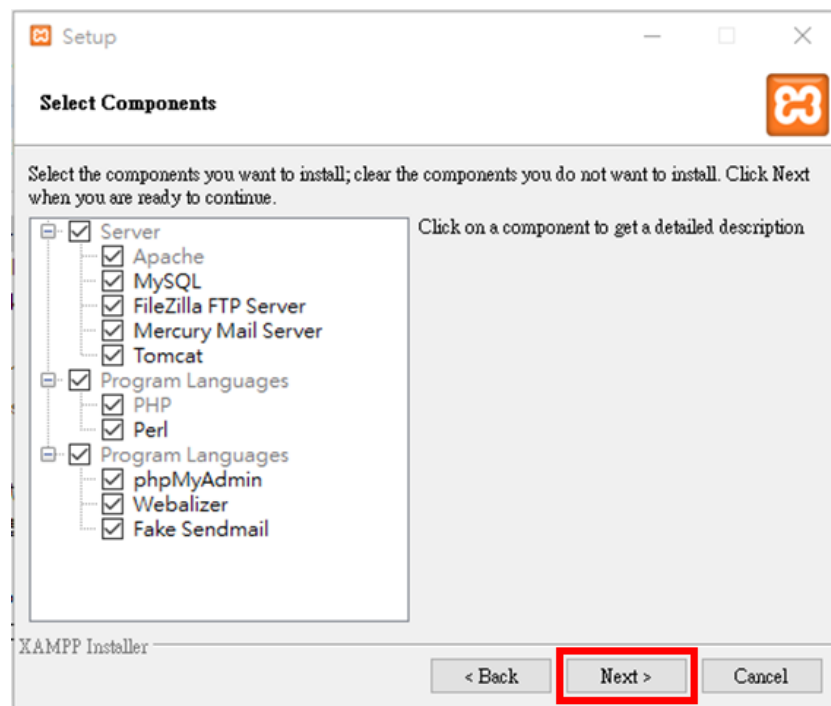 Setup
Select Components
Select the components you want to install; clear the components you do not want to install. Click Next
when you are ready to continue.
Server
Apache
MySQL
FileZilla FTP Server
Mercury Mail Server
Tomcat
Program Languages
PHP
Perl
Program Languages
phpMyAdmin
Webalizer
Fake Sendmail
Click on a component to get a detailed description
XAMPP Installer
< Back
Next >
Cancel